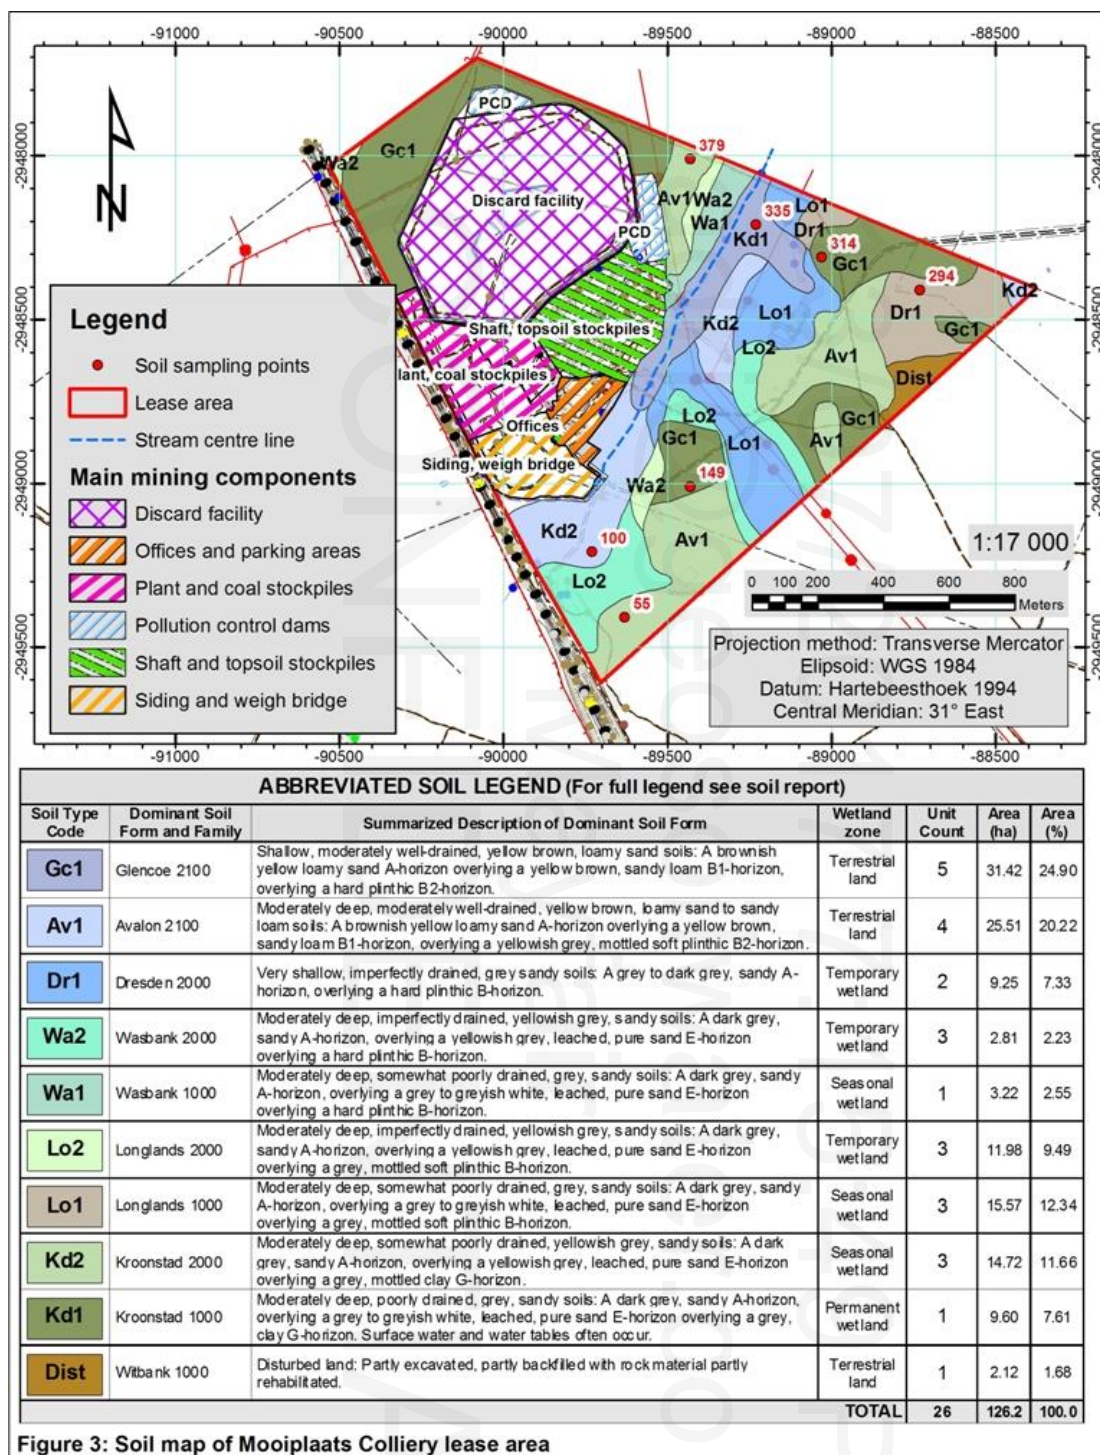 -91000 -90500 -90000 -89500 -89000 -88500
-2948000 -2948000
-2948500 -2948500
-2949000 -2949000
-2949500 -2949500
N
PCD
Gc1
Wa2
379
Discard facility
Av1 Wa2
Wa1
335
Lo1
Dr1
Kd1
314
Gc1
PCD
294
Kd2
Dr1
Gc1
Shaft, topsoil stockpiles
Kd2
Lo1
Lo2
Av1
Dist
lant, coal stockpiles
Offices
Lo2
Gc1
Lo1
Gc1
Av1
Siding, weigh bridge
Wa2
149
Kd2
100
Av1
Lo2
55
Legend
Soil sampling points
Lease area
Stream centre line
Main mining components
Discard facility
Offices and parking areas
Plant and coal stockpiles
Pollution control dams
Shaft and topsoil stockpiles
Siding and weigh bridge
1:17 000
0 100 200 400 600 800
Meters
Projection method: Transverse Mercator
Elipsoid: WGS 1984
Datum: Hartebeesthoek 1994
Central Meridian: 31° East
-91000 -90500 -90000 -89500 -89000 -88500
ABBREVIATED SOIL LEGEND (For full legend see soil report)
Soil Type Code Dominant Soil Form and Family Summarized Description of Dominant Soil Form Wetland zone Unit Count Area (ha) Area (%)
Gc1 Glencoe 2100 Shallow, moderately well-drained, yellow brown, loamy sand soils: A brownish yellow loamy sand A-horizon overlying a yellow brown, sandy loam B1-horizon, overlying a hard plinthic B2-horizon. Terrestrial land 5 31.42 24.90
Av1 Avalon 2100 Moderately deep, moderately well-drained, yellow brown, loamy sand to sandy loam soils: A brownish yellow loamy sand A-horizon overlying a yellow brown, sandy loam B1-horizon, overlying a yellowish grey, mottled soft plinthic B2-horizon. Terrestrial land 4 25.51 20.22
Dr1 Dresden 2000 Very shallow, imperfectly drained, grey sandy soils: A grey to dark grey, sandy A-horizon, overlying a hard plinthic B-horizon. Temporary wetland 2 9.25 7.33
Wa2 Wasbank 2000 Moderately deep, imperfectly drained, yellowish grey, sandy soils: A dark grey, sandy A-horizon, overlying a yellowish grey, leached, pure sand E-horizon overlying a hard plinthic B-horizon. Temporary wetland 3 2.81 2.23
Wa1 Wasbank 1000 Moderately deep, somewhat poorly drained, grey, sandy soils: A dark grey, sandy A-horizon, overlying a grey to greyish white, leached, pure sand E-horizon overlying a hard plinthic B-horizon. Seasonal wetland 1 3.22 2.55
Lo2 Longlands 2000 Moderately deep, imperfectly drained, yellowish grey, sandy soils: A dark grey, sandy A-horizon, overlying a yellowish grey, leached, pure sand E-horizon overlying a grey, mottled soft plinthic B-horizon. Temporary wetland 3 11.98 9.49
Lo1 Longlands 1000 Moderately deep, somewhat poorly drained, grey, sandy soils: A dark grey, sandy A-horizon, overlying a grey to greyish white, leached, pure sand E-horizon overlying a grey, mottled soft plinthic B-horizon. Seasonal wetland 3 15.57 12.34
Kd2 Kroonstad 2000 Moderately deep, somewhat poorly drained, yellowish grey, sandy soils: A dark grey, sandy A-horizon, overlying a yellowish grey, leached, pure sand E-horizon overlying a grey, mottled clay G-horizon. Seasonal wetland 3 14.72 11.66
Kd1 Kroonstad 1000 Moderately deep, poorly drained, grey, sandy soils: A dark grey, sandy A-horizon, overlying a grey to greyish white, leached, pure sand E-horizon overlying a grey, clay G-horizon. Surface water and water tables often occur. Permanent wetland 1 9.60 7.61
Dist Witbank 1000 Disturbed land: Partly excavated, partly backfilled with rock material partly rehabilitated. Terrestrial land 1 2.12 1.68
TOTAL 26 126.2 100.0
Figure 3: Soil map of Mooiplaats Colliery lease area